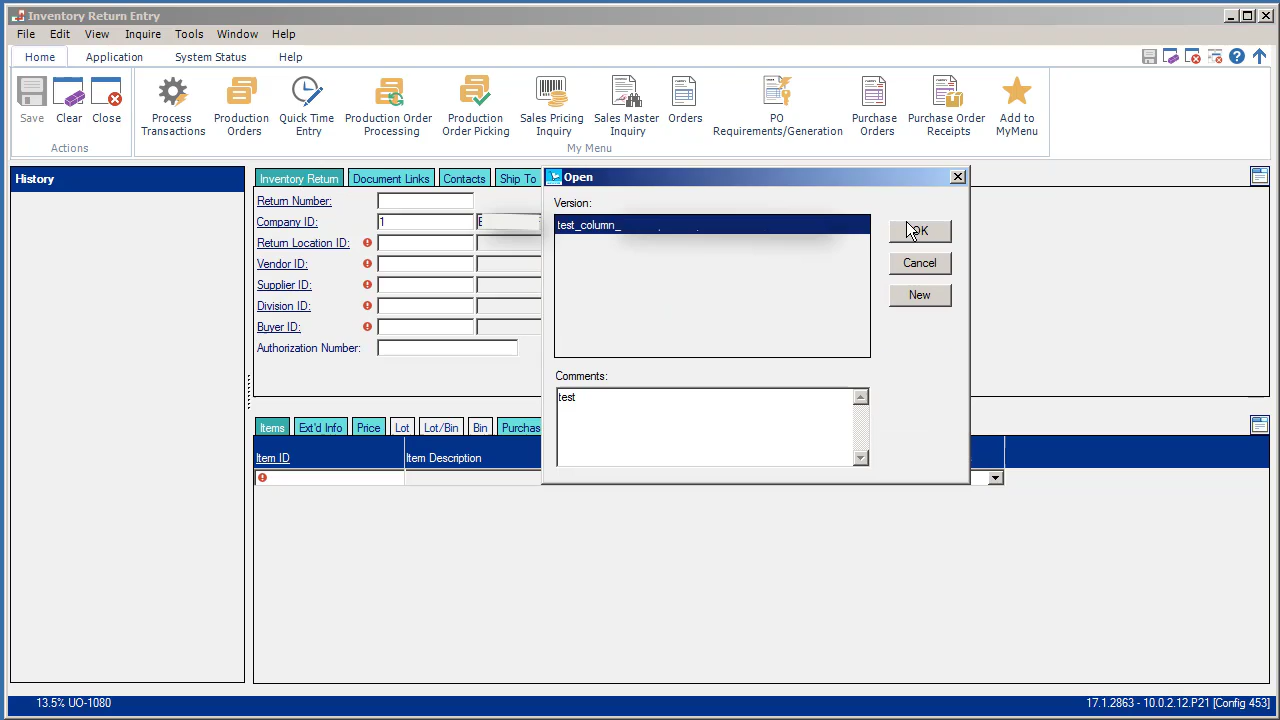 Inventory Return Entry
File Edit View Inquire Tools Window Help
Home Application System Status Help
Save Clear Close Process Transactions Production Orders Quick Time Entry Production Order Processing Production Order Picking Sales Pricing Inquiry Sales Master Inquiry Orders PO Requirements/Generation Purchase Orders Purchase Order Receipts Add to MyMenu
Actions My Menu
History
Inventory Return Document Links Contacts Ship To
Return Number:
Company ID: 1
Return Location ID:
Vendor ID:
Supplier ID:
Division ID:
Buyer ID:
Authorization Number:
Open
Version:
test_column_
OK
Cancel
New
Comments:
test
Items Ext'd Info Price Lot Lot/Bin Bin Purchas
Item ID Item Description
13.5% UO-1080 17.1.2863 - 10.0.2.12.P21 [Config 453]